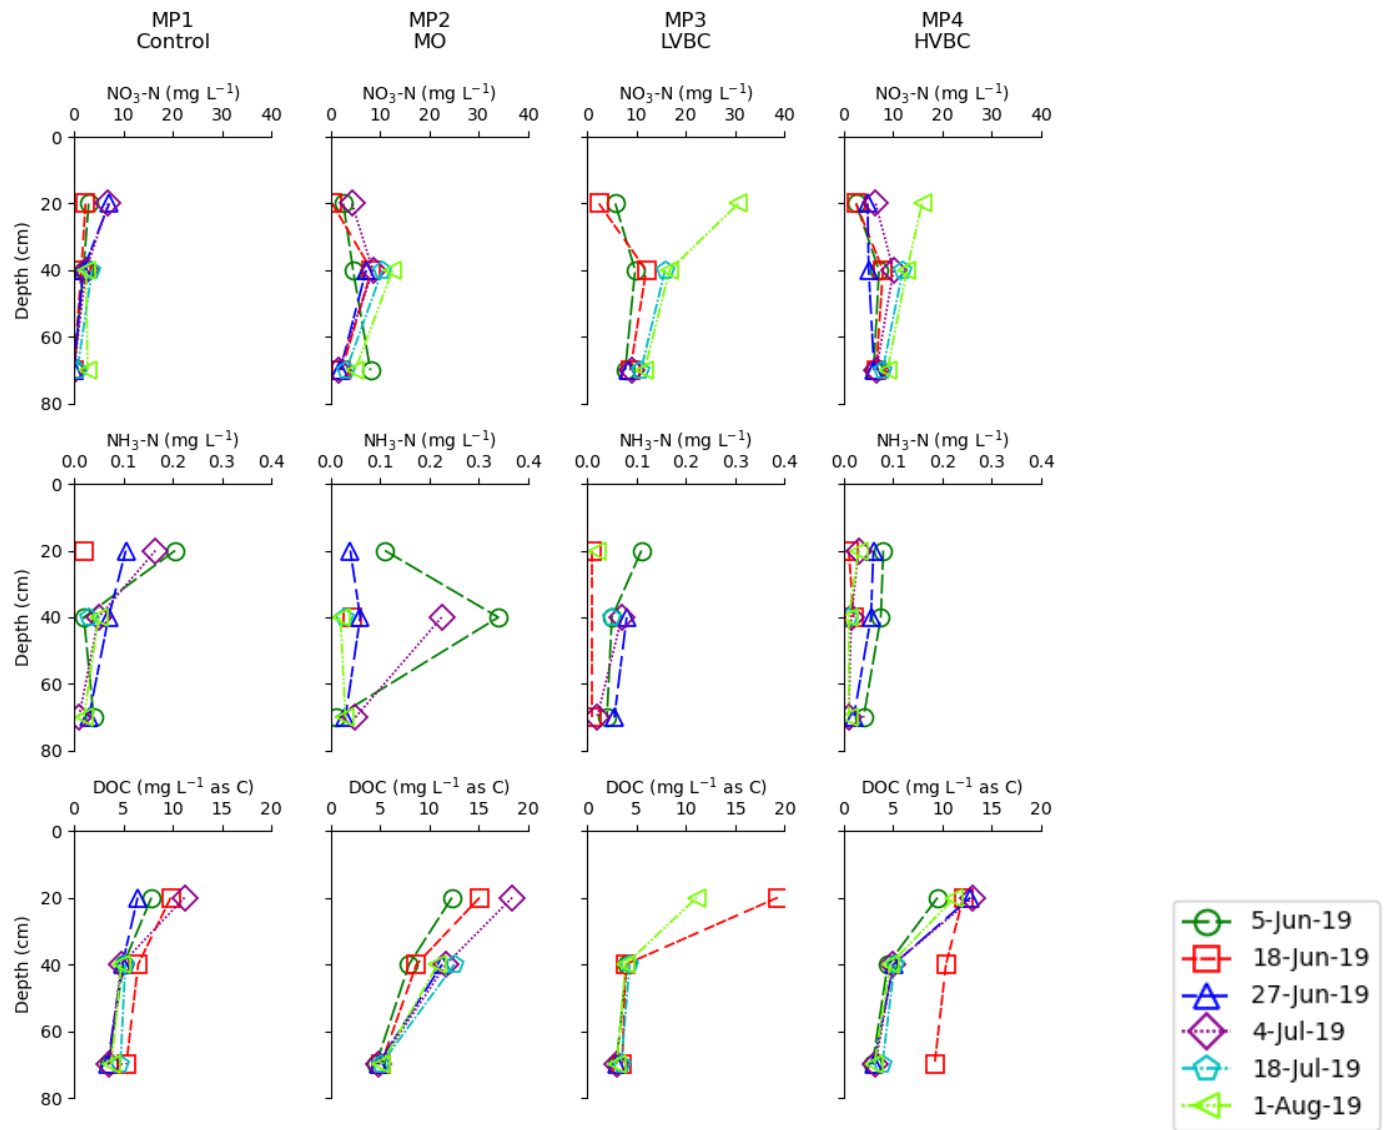 MP1 MP2 MP3 MP4
Control MO LVBC HVBC
NO₃-N (mg L⁻¹) NO₃-N (mg L⁻¹) NO₃-N (mg L⁻¹) NO₃-N (mg L⁻¹)
0 10 20 30 40 0 10 20 30 40 0 10 20 30 40 0 10 20 30 40
0
20
40
60
80
Depth (cm)
NH₃-N (mg L⁻¹) NH₃-N (mg L⁻¹) NH₃-N (mg L⁻¹) NH₃-N (mg L⁻¹)
0.0 0.1 0.2 0.3 0.4 0.0 0.1 0.2 0.3 0.4 0.0 0.1 0.2 0.3 0.4 0.0 0.1 0.2 0.3 0.4
0
20
40
60
80
Depth (cm)
DOC (mg L⁻¹ as C) DOC (mg L⁻¹ as C) DOC (mg L⁻¹ as C) DOC (mg L⁻¹ as C)
0 5 10 15 20 0 5 10 15 20 0 5 10 15 20 0 5 10 15 20
0
20
40
60
80
Depth (cm)
5-Jun-19
18-Jun-19
27-Jun-19
4-Jul-19
18-Jul-19
1-Aug-19